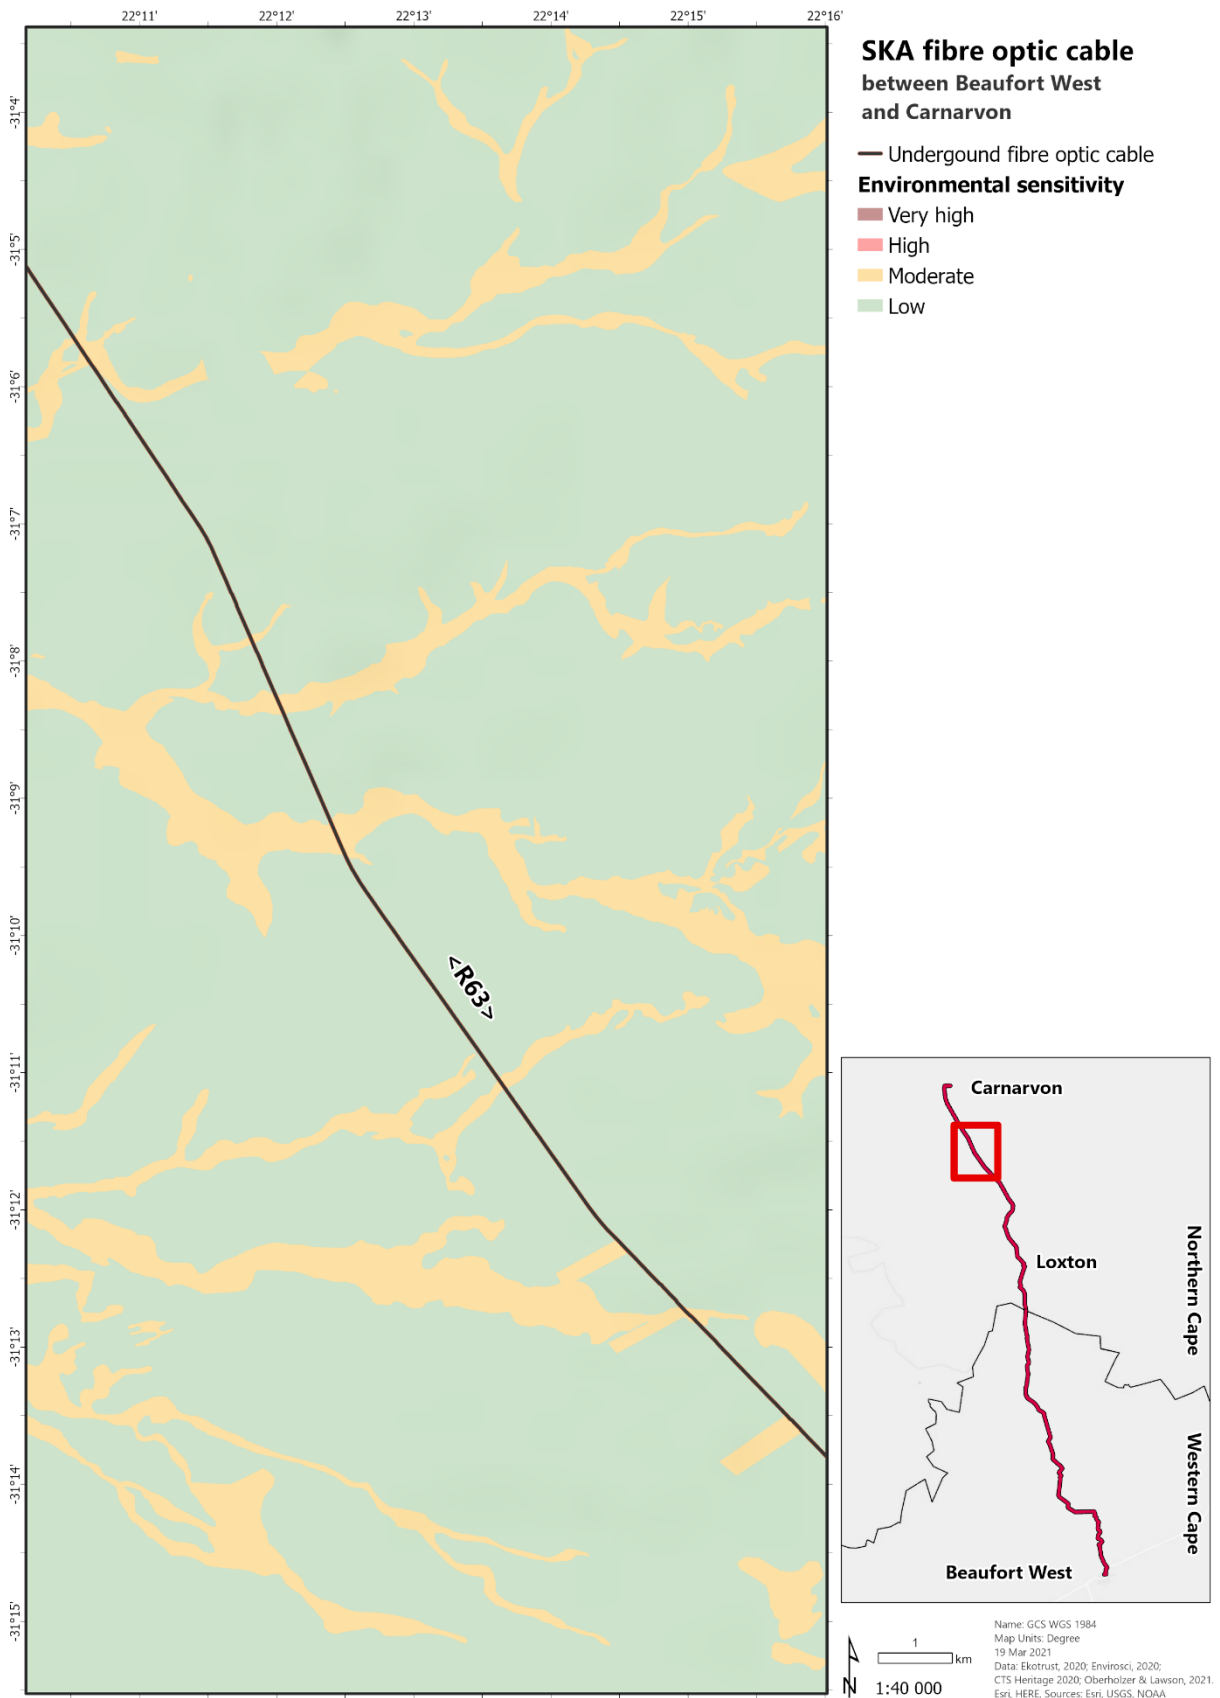 22°11'
22°12'
22°13'
22°14'
22°15'
22°16'
-31°4'
-31°5'
-31°6'
-31°7'
-31°8'
-31°9'
-31°10'
-31°11'
-31°12'
-31°13'
-31°14'
-31°15'
<R63>
SKA fibre optic cable
between Beaufort West
and Carnarvon
Undergound fibre optic cable
Environmental sensitivity
Very high
High
Moderate
Low
Carnarvon
Loxton
Northern Cape
Western Cape
Beaufort West
N
1
km
1:40 000
Name: GCS WGS 1984
Map Units: Degree
19 Mar 2021
Data: Ekotrust, 2020; Envirosci, 2020;
CTS Heritage 2020; Oberholzer & Lawson, 2021.
Esri, HERE, Sources: Esri, USGS, NOAA